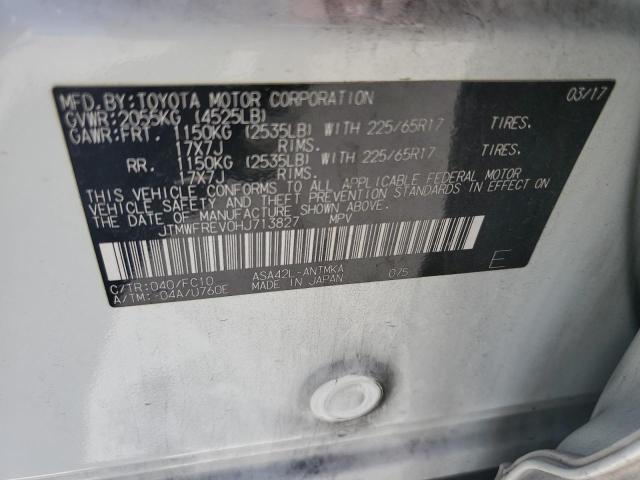 MFD. BY: TOYOTA MOTOR CORPORATION 03/17
GVWR: 2055KG (4525LB)
GAWR: FRT. 1150KG (2535LB) WITH 225/65R17 TIRES.
17X7J RIMS.
RR. 1150KG (2535LB) WITH 225/65R17 TIRES.
17X7J RIMS.
THIS VEHICLE CONFORMS TO ALL APPLICABLE FEDERAL MOTOR
VEHICLE SAFETY AND THEFT PREVENTION STANDARDS IN EFFECT ON
THE DATE OF MANUFACTURE SHOWN ABOVE.
JTMWFREV0HJ713827 MPV
C/TR: 040/FC10 ASA42L-ANTMKA 075 E
A/TM: -04A/U760E MADE IN JAPAN